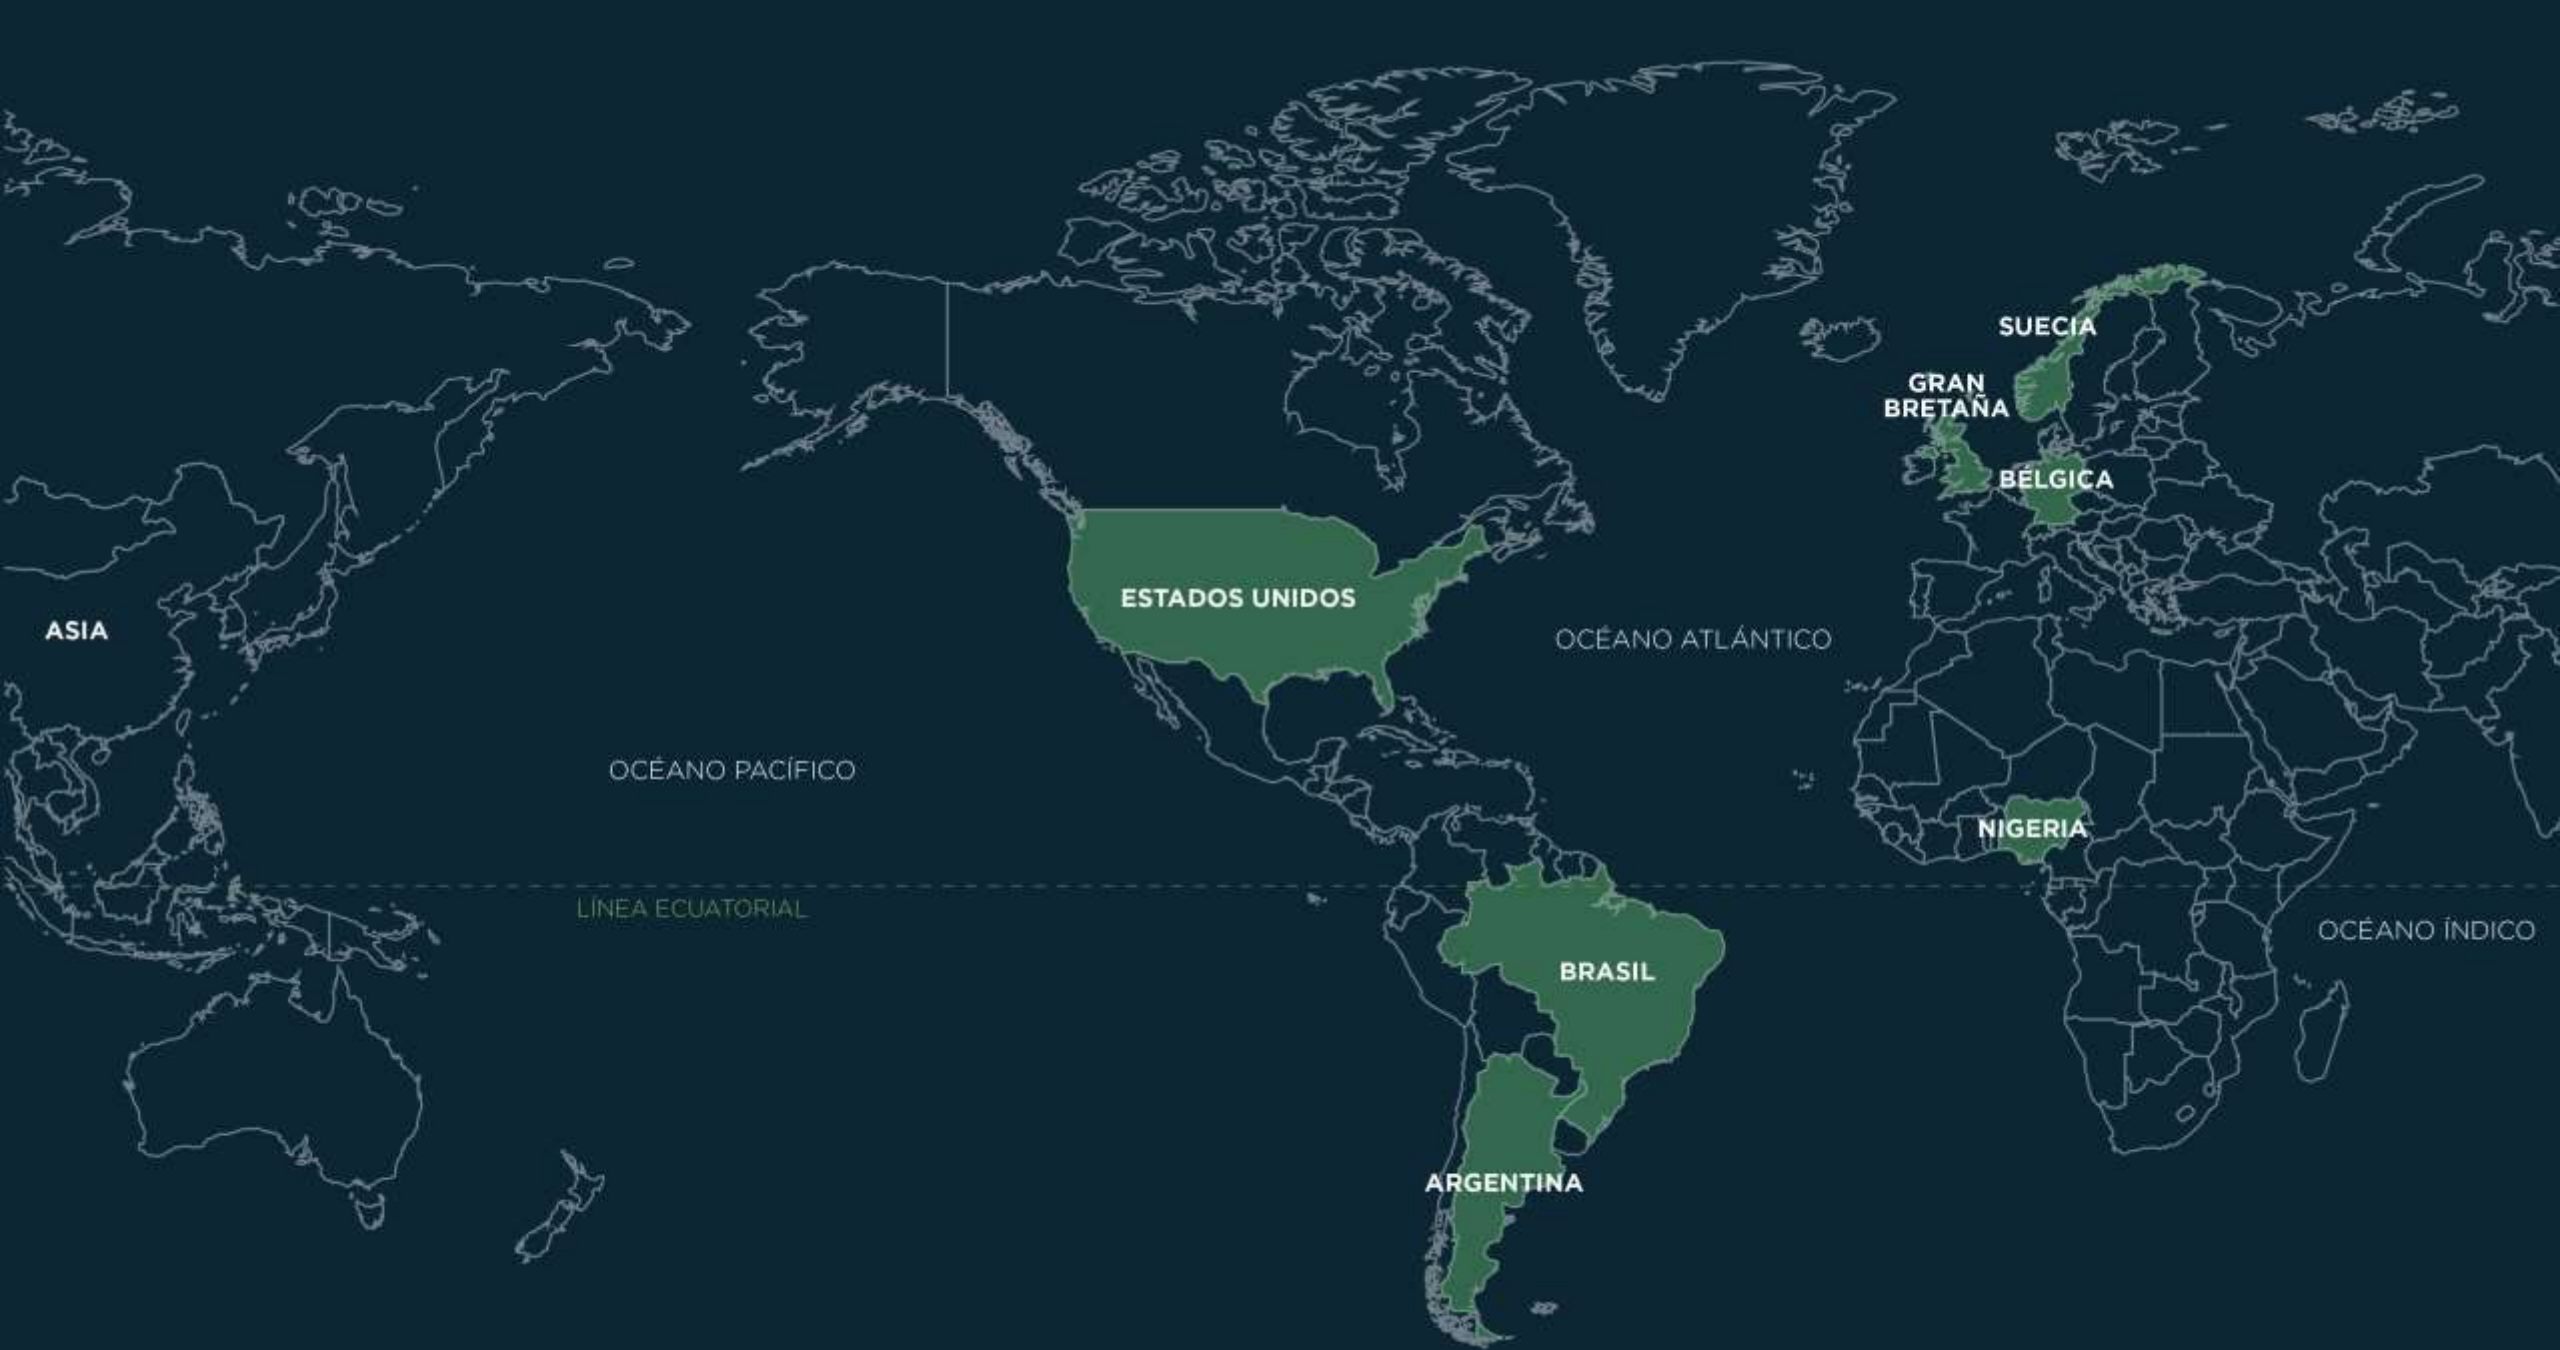 SUECIA
GRAN
BRETAÑA
BÉLGICA
ESTADOS UNIDOS
ASIA
OCÉANO ATLÁNTICO
OCÉANO PACÍFICO
NIGERIA
LÍNEA ECUATORIAL
OCÉANO ÍNDICO
BRASIL
ARGENTINA